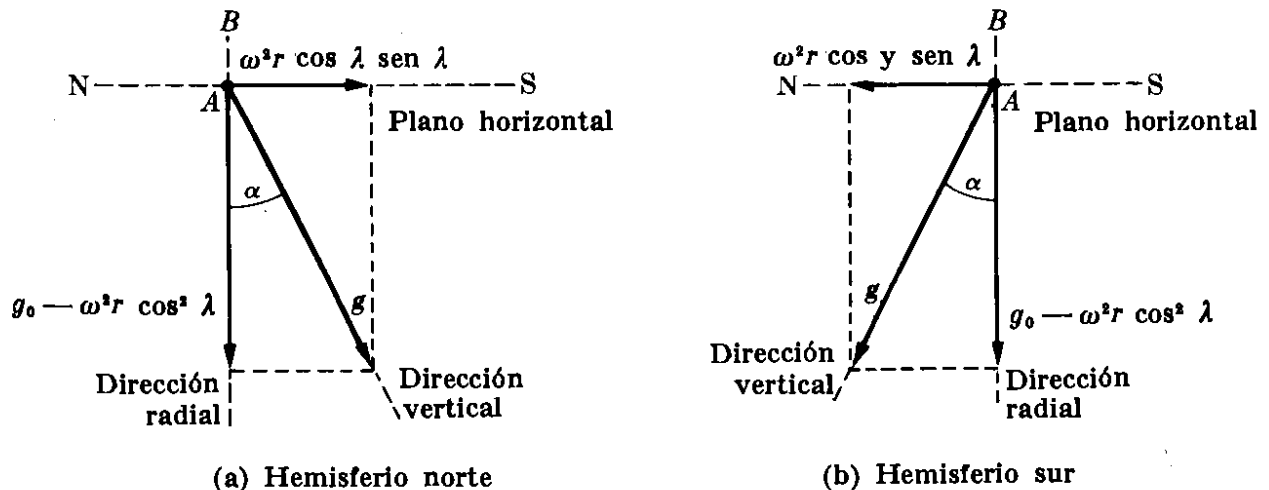 B
ω²r cos λ sen λ
N
S
A
Plano horizontal
α
g₀ — ω²r cos² λ
g
Dirección
radial
Dirección
vertical
(a) Hemisferio norte
B
ω²r cos y sen λ
N
S
A
Plano horizontal
α
g
g₀ — ω²r cos² λ
Dirección
vertical
Dirección
radial
(b) Hemisferio sur